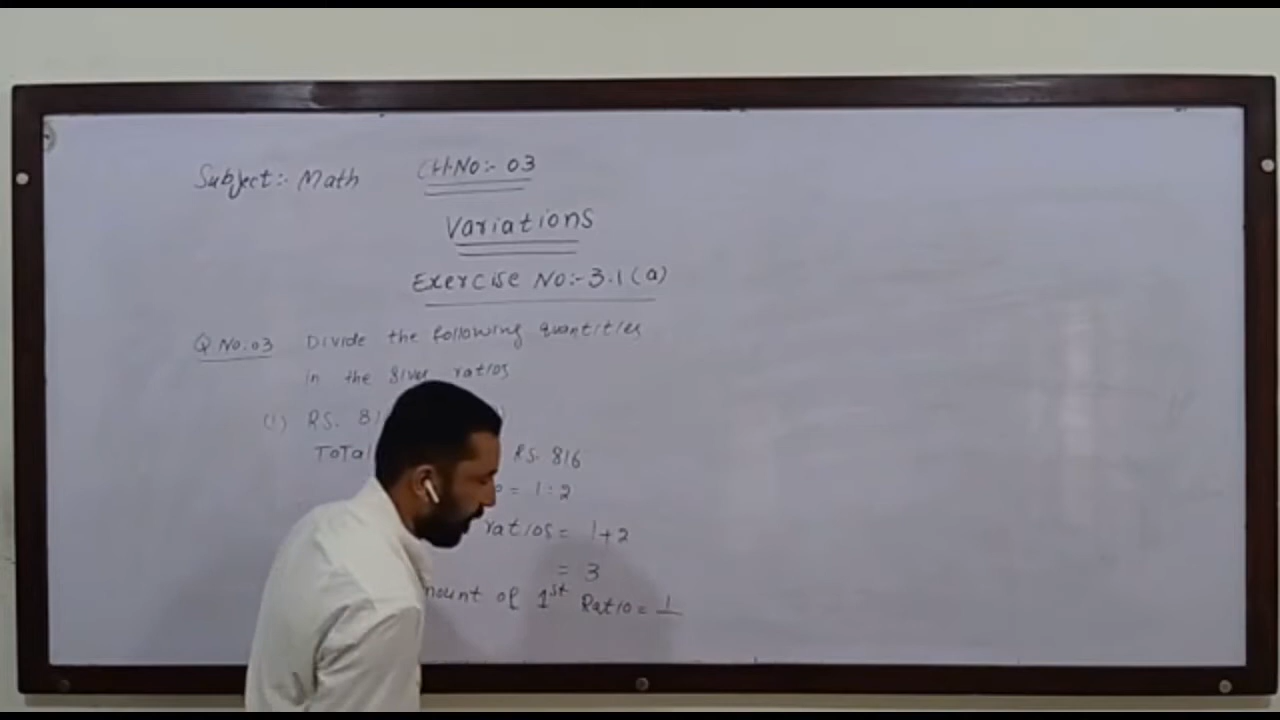 Subject:- Math CH.No:- 03
Variations
Exercise No:- 3.1 (a)
Q No:03 Divide the following quantities
in the given ratios
(1) RS. 81
Total RS. 816
= 1:2
ratios = 1+2
= 3
mount of 1st Ratio = 1